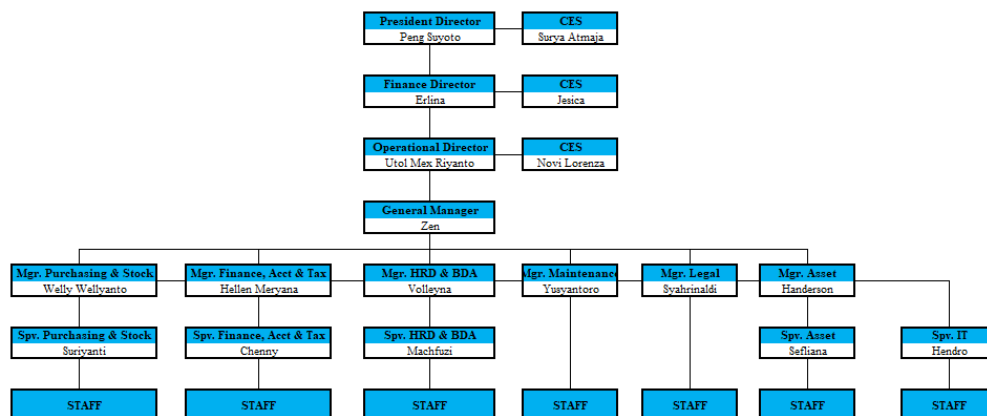 President Director
Peng Suyoto
CES
Surya Atmaja
Finance Director
Erlina
CES
Jesica
Operational Director
Utol Mex Riyanto
CES
Novi Lorenza
General Manager
Zen
Mgr. Purchasing & Stock
Welly Wellyanto
Mgr. Finance, Acct & Tax
Hellen Meryana
Mgr. HRD & BDA
Volleyna
Mgr. Maintenance
Yusyantoro
Mgr. Legal
Syahrinaldi
Mgr. Asset
Handerson
Spv. Purchasing & Stock
Suriyanti
Spv. Finance, Acct & Tax
Chenny
Spv. HRD & BDA
Machfuzi
Spv. Asset
Sefliana
Spv. IT
Hendro
STAFF
STAFF
STAFF
STAFF
STAFF
STAFF
STAFF